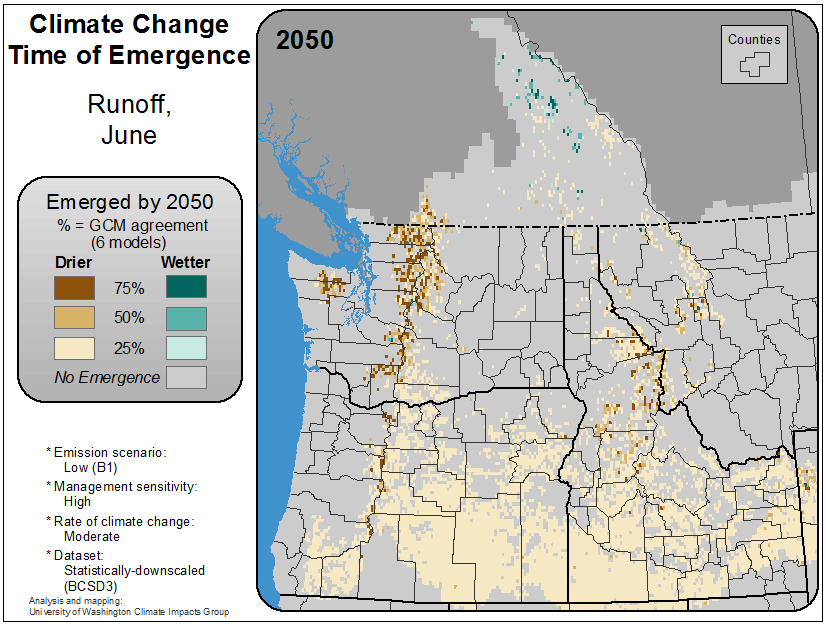 Climate Change
Time of Emergence
Runoff,
June
Emerged by 2050
% = GCM agreement
(6 models)
Drier Wetter
75%
50%
25%
No Emergence
* Emission scenario:
Low (B1)
* Management sensitivity:
High
* Rate of climate change:
Moderate
* Dataset:
Statistically-downscaled
(BCSD3)
Analysis and mapping:
University of Washington Climate Impacts Group
2050
Counties